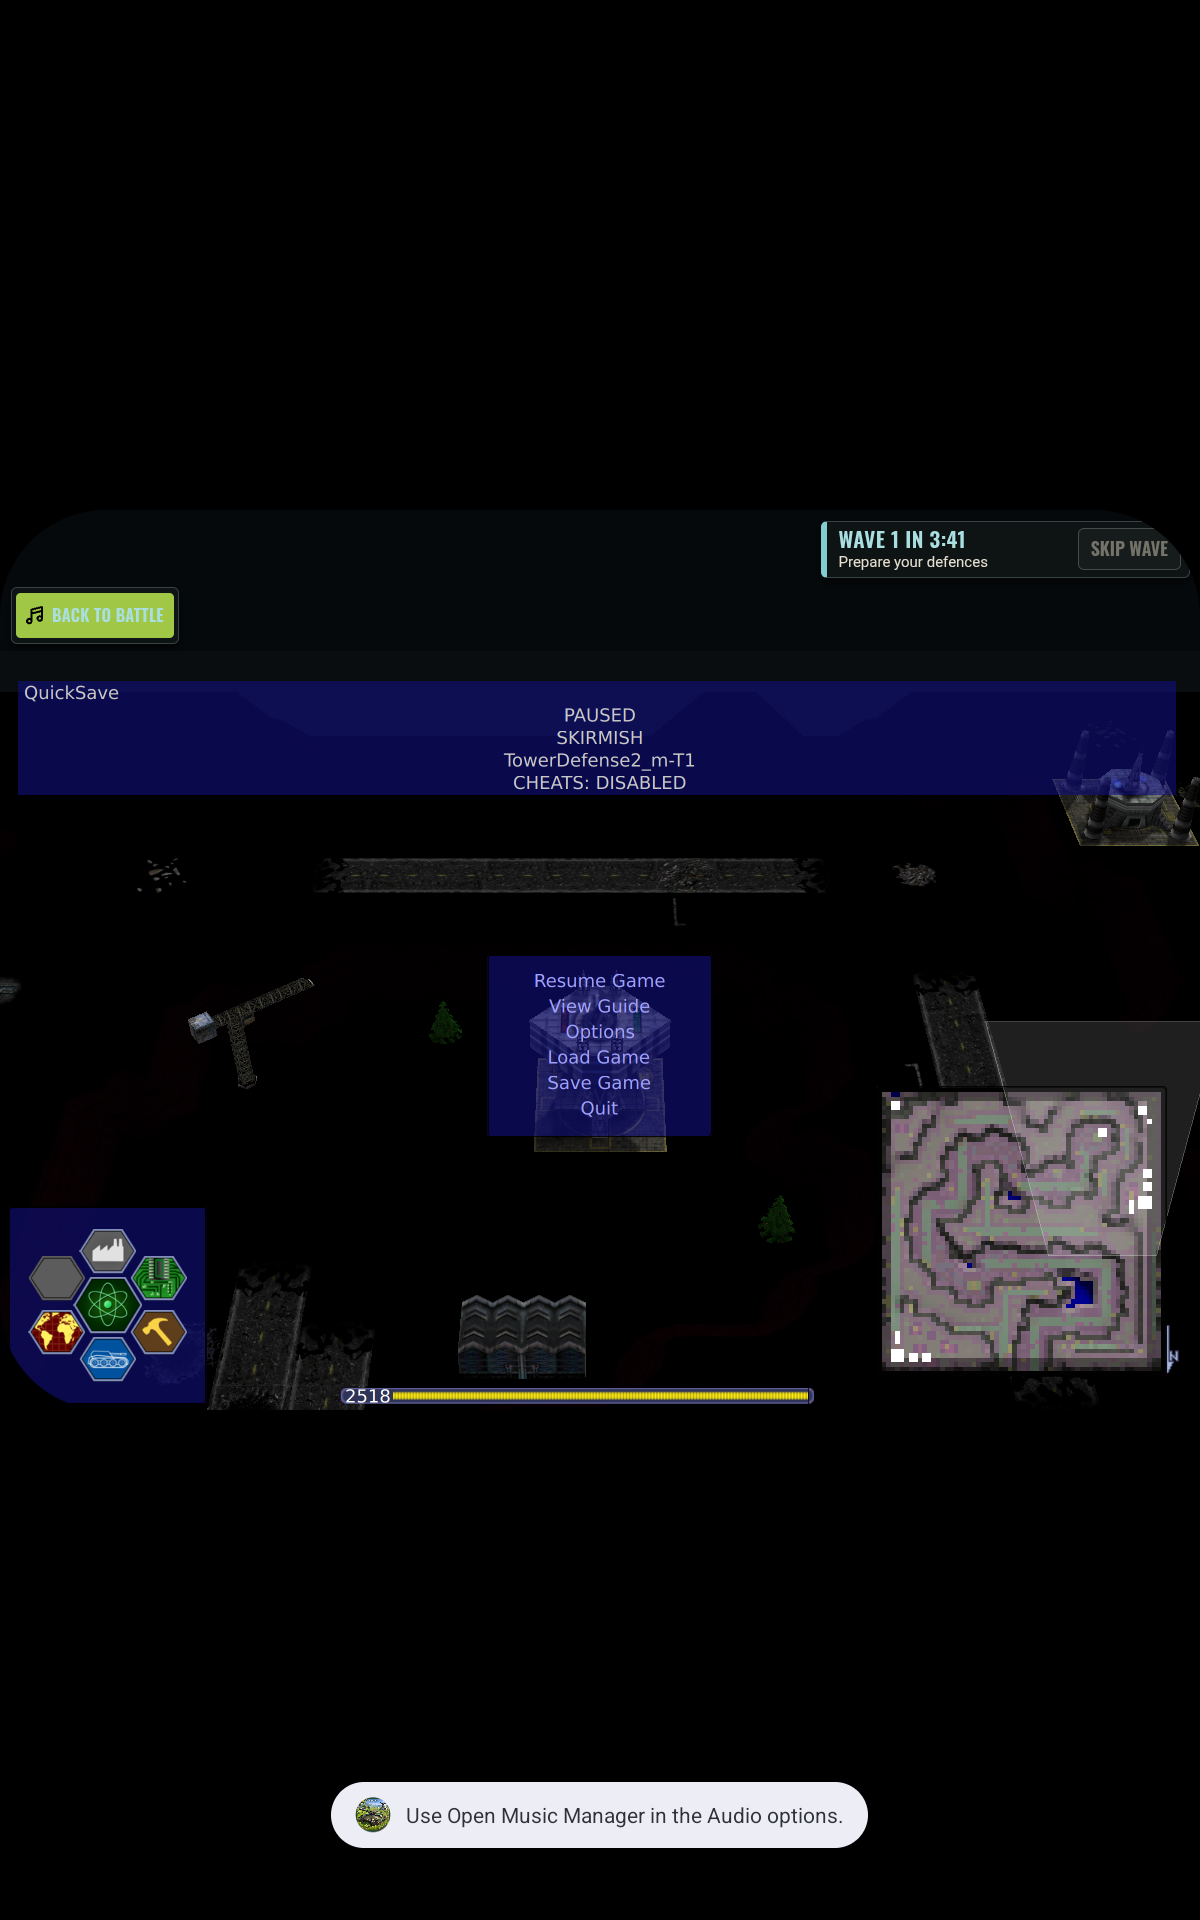 WAVE 1 IN 3:41
Prepare your defences
SKIP WAVE
BACK TO BATTLE
QuickSave
PAUSED
SKIRMISH
TowerDefense2_m-T1
CHEATS: DISABLED
Resume Game
View Guide
Options
Load Game
Save Game
Quit
N
2518
Use Open Music Manager in the Audio options.